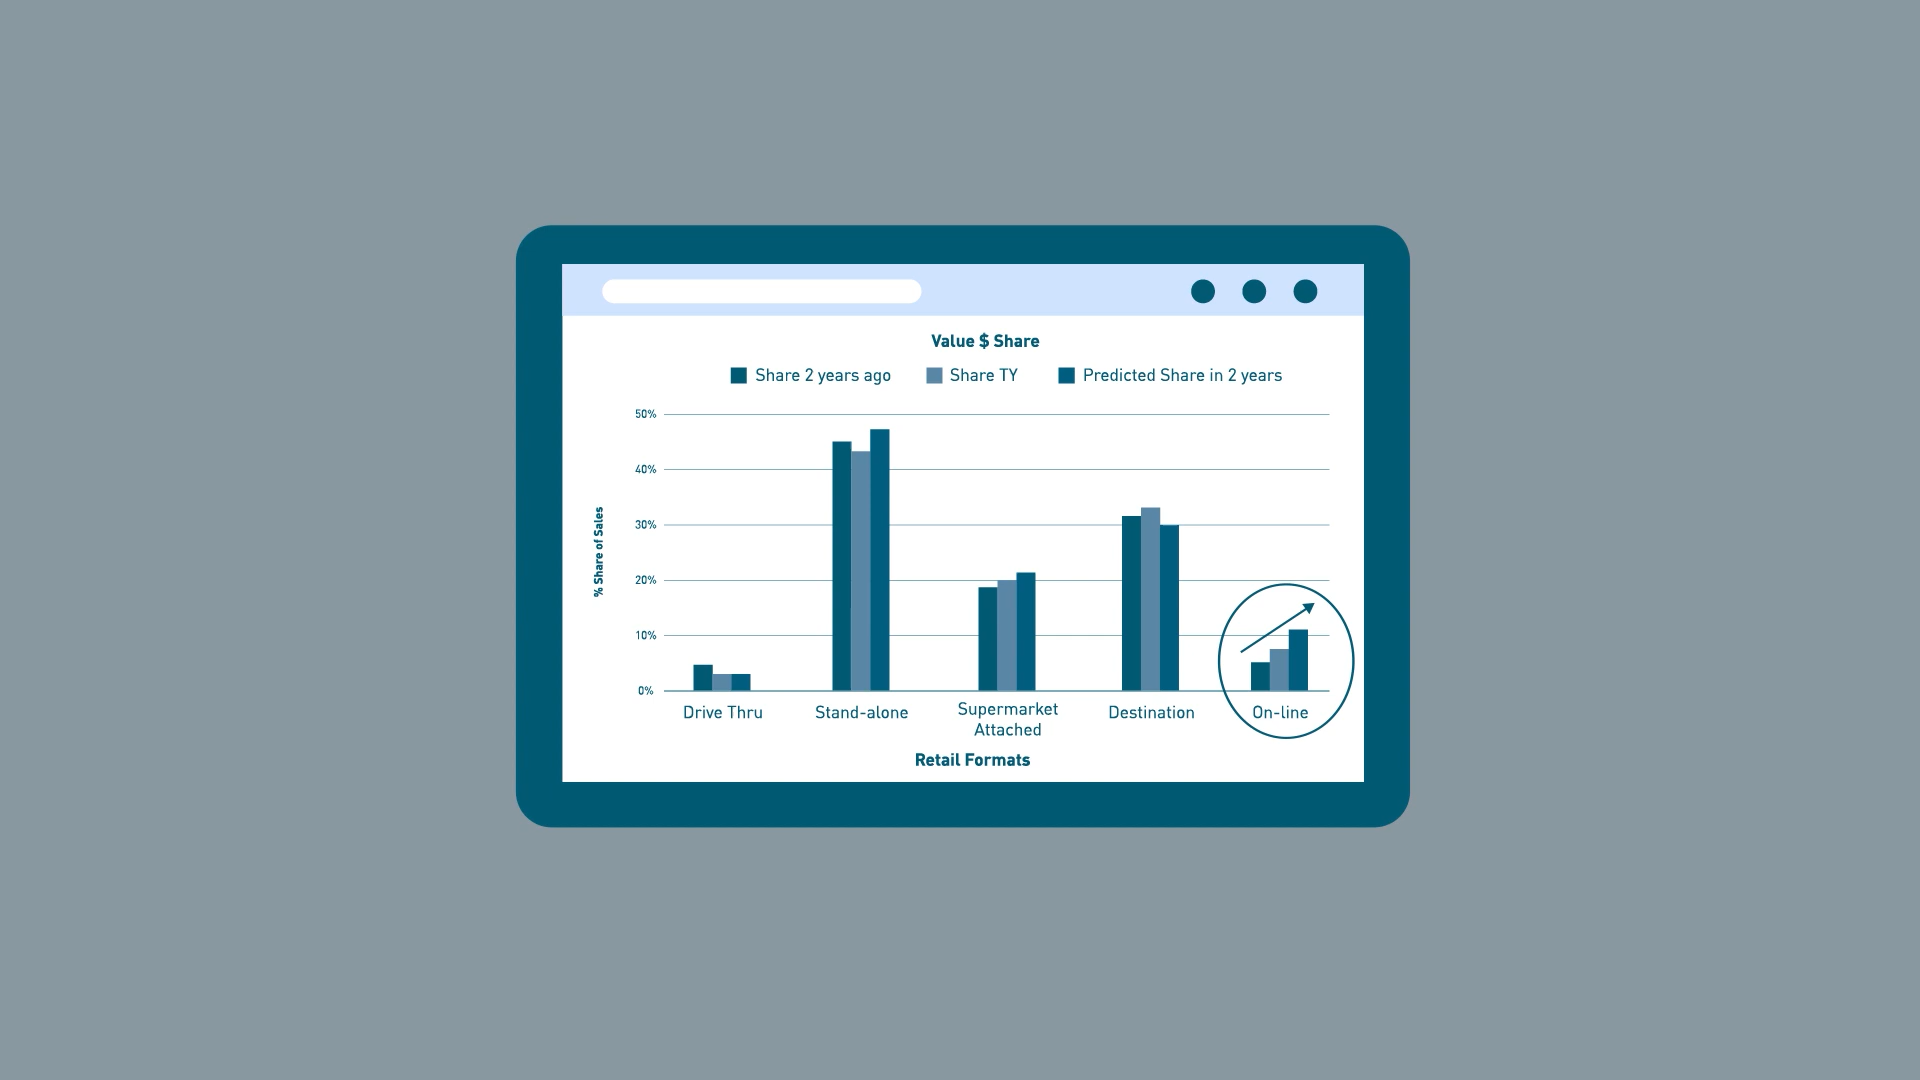 Value $ Share
Share 2 years ago
Share TY
Predicted Share in 2 years
50%
40%
30%
20%
10%
0%
% Share of Sales
Drive Thru
Stand-alone
Supermarket
Attached
Destination
On-line
Retail Formats